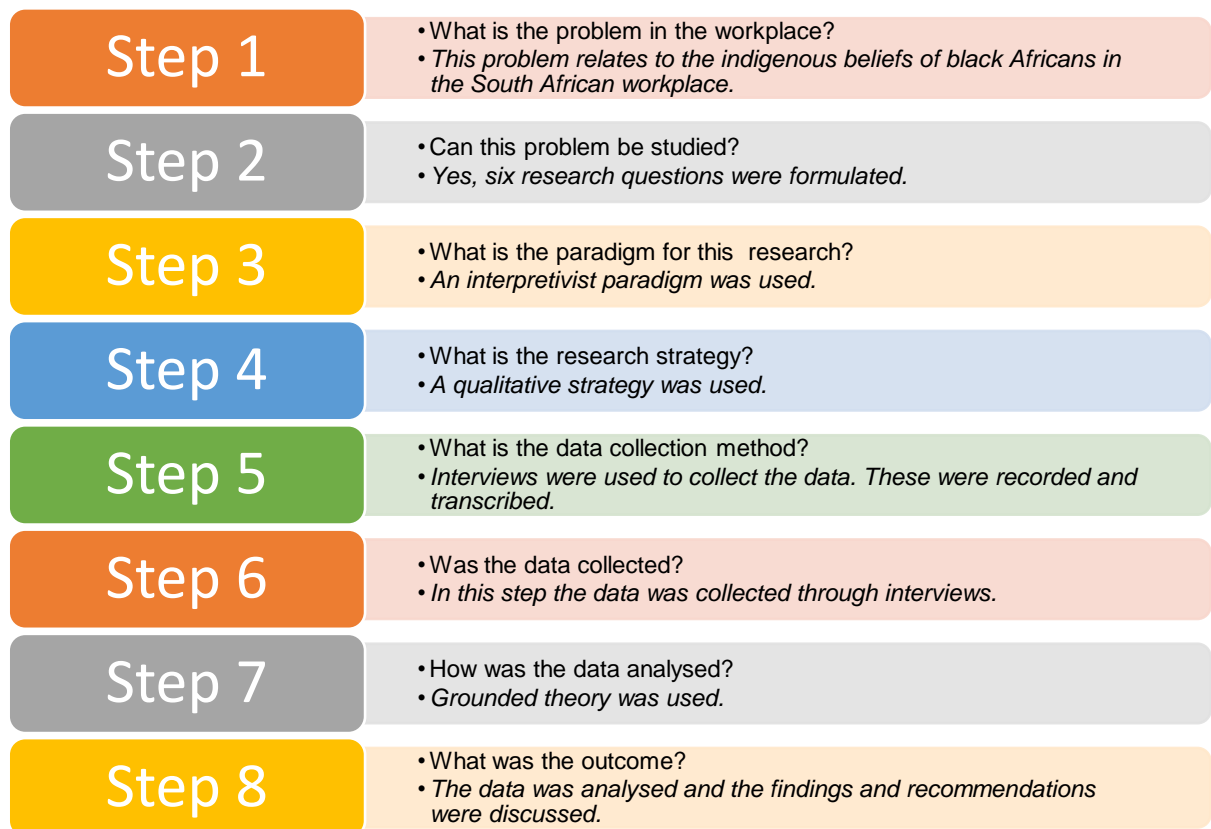 Step 1
• What is the problem in the workplace?
• This problem relates to the indigenous beliefs of black Africans in
the South African workplace.
Step 2
• Can this problem be studied?
• Yes, six research questions were formulated.
Step 3
• What is the paradigm for this  research?
• An interpretivist paradigm was used.
Step 4
• What is the research strategy?
• A qualitative strategy was used.
Step 5
• What is the data collection method?
• Interviews were used to collect the data. These were recorded and
transcribed.
Step 6
• Was the data collected?
• In this step the data was collected through interviews.
Step 7
• How was the data analysed?
• Grounded theory was used.
Step 8
• What was the outcome?
• The data was analysed and the findings and recommendations
were discussed.